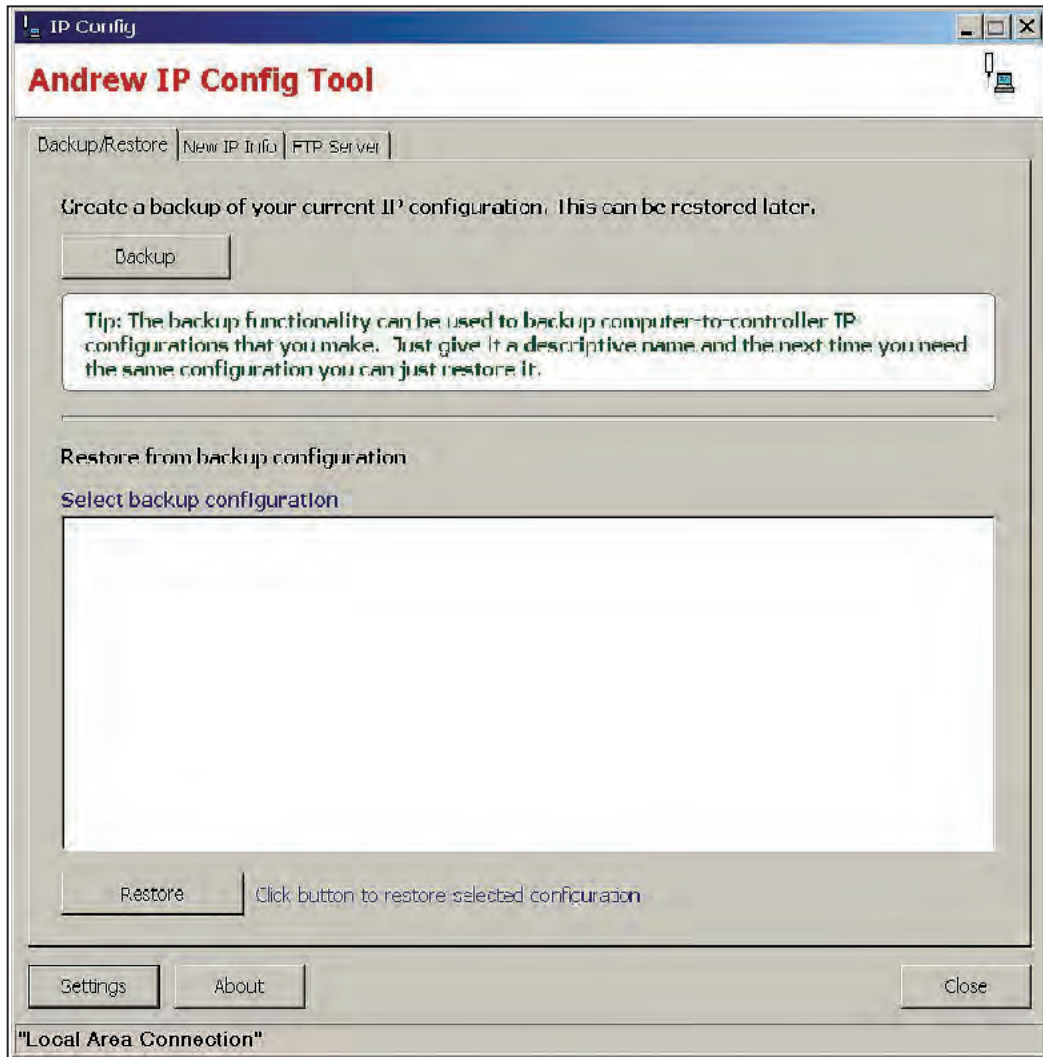 IP Config
Andrew IP Config Tool
Backup/Restore
New IP Info
FTP Server
Create a backup of your current IP configuration. This can be restored later.
Backup
Tip: The backup functionality can be used to backup computer-to-controller IP
configurations that you make. Just give it a descriptive name and the next time you need
the same configuration you can just restore it.
Restore from backup configuration
Select backup configuration
Restore
Click button to restore selected configuration
Settings
About
Close
"Local Area Connection"